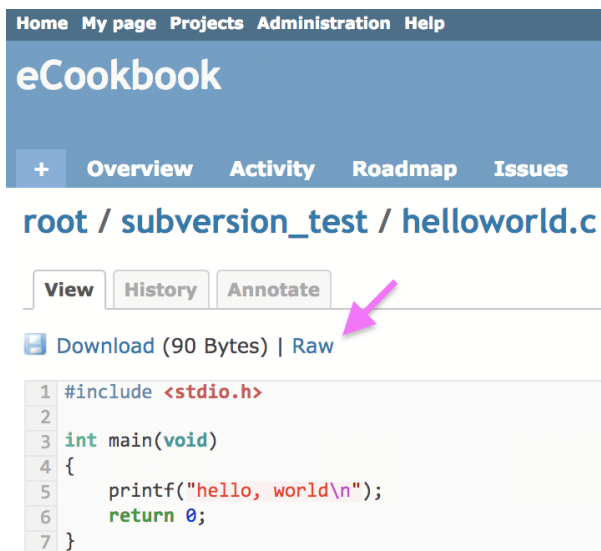 Home My page Projects Administration Help
eCookbook
+ Overview Activity Roadmap Issues
root / subversion_test / helloworld.c
View History Annotate
Download (90 Bytes) | Raw
1 #include <stdio.h>
2
3 int main(void)
4 {
5     printf("hello, world\n");
6     return 0;
7 }